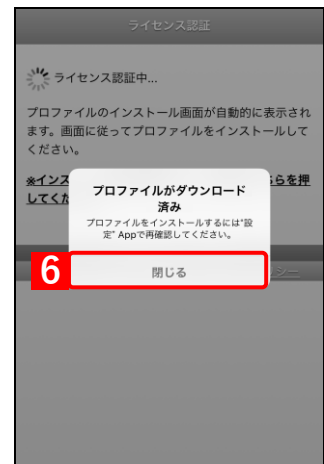 ライセンス認証
ライセンス認証中...
プロファイルのインストール画面が自動的に表示され
ます。画面に従ってプロファイルをインストールして
ください。
※インス
ちらを押
してくた
プロファイルがダウンロード
済み
プロファイルをインストールするには"設
定" Appで再確認してください。
6
閉じる
シー